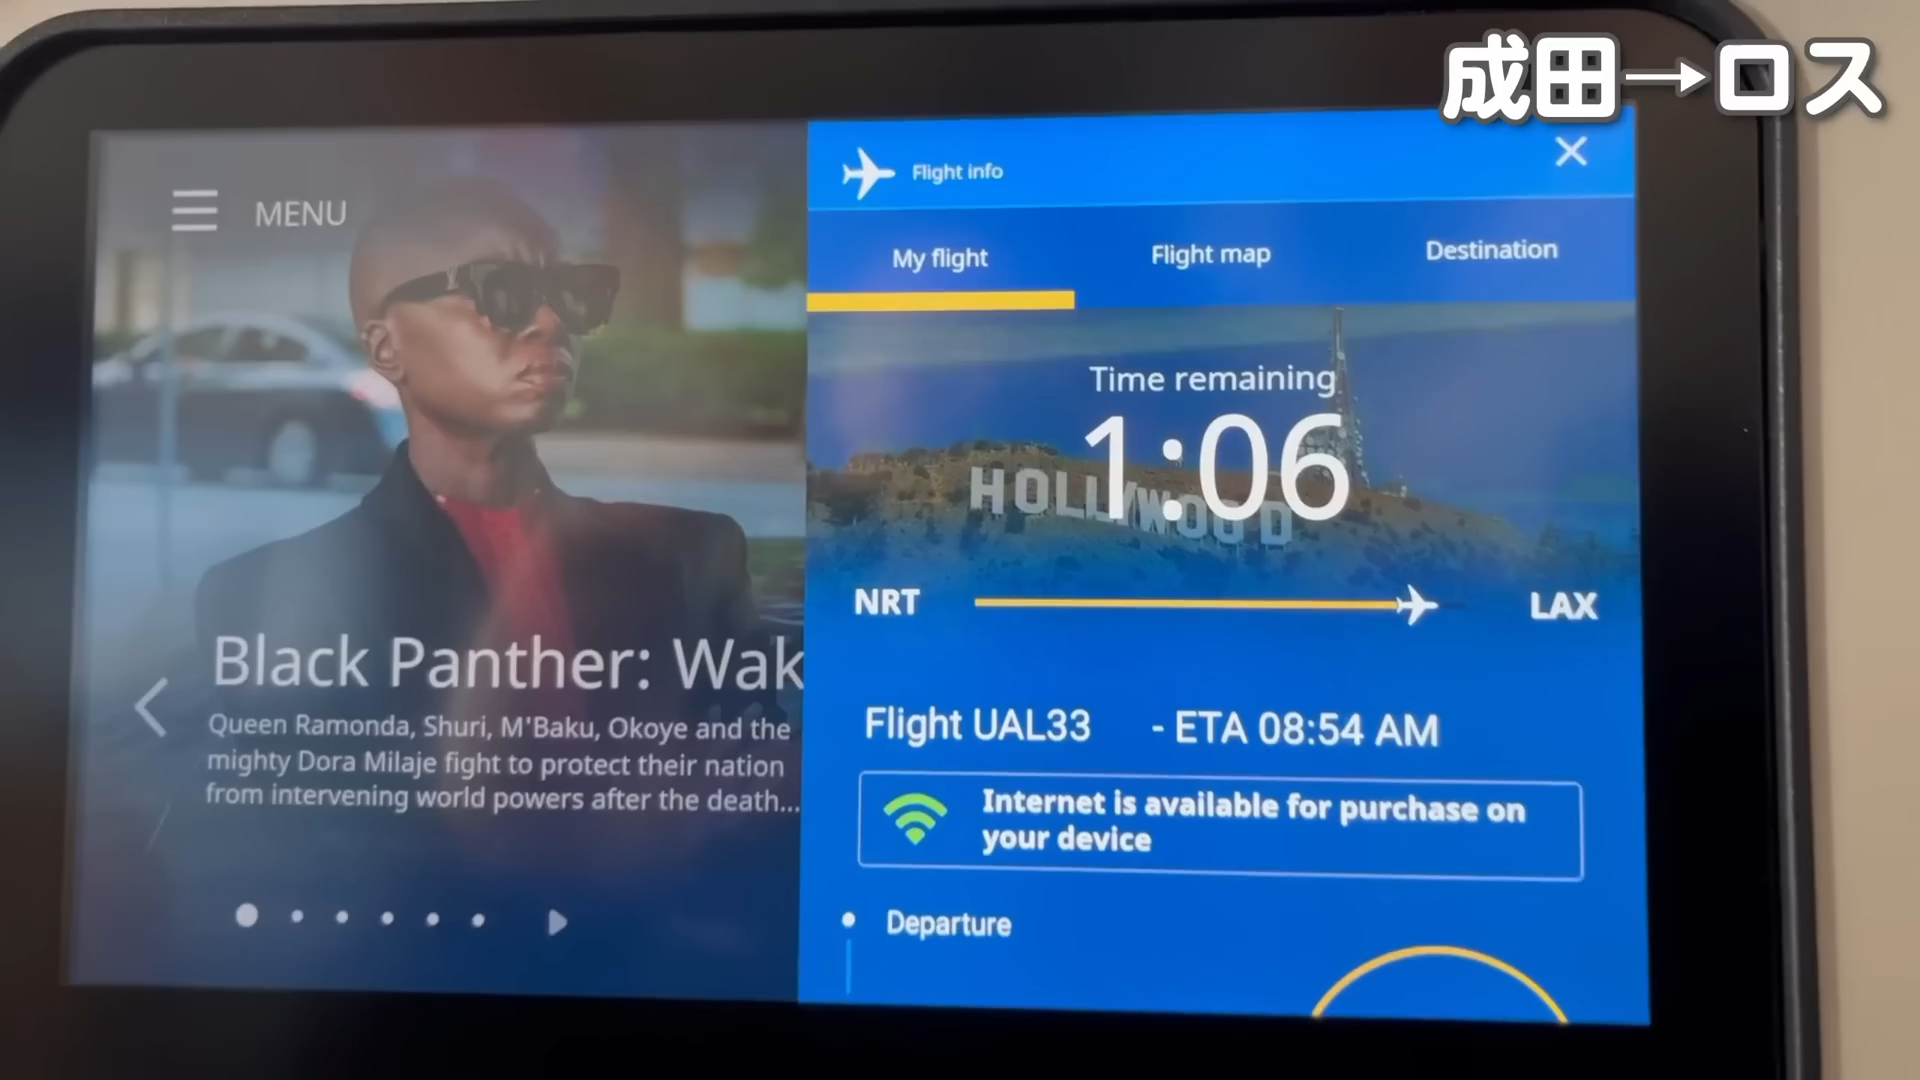 成田→ロス
MENU
Black Panther: Wak
Queen Ramonda, Shuri, M'Baku, Okoye and the
mighty Dora Milaje fight to protect their nation
from intervening world powers after the death...
Flight info
My flight
Flight map
Destination
Time remaining
1:06
HOLLYWOOD
NRT
LAX
Flight UAL33 - ETA 08:54 AM
Internet is available for purchase on
your device
Departure